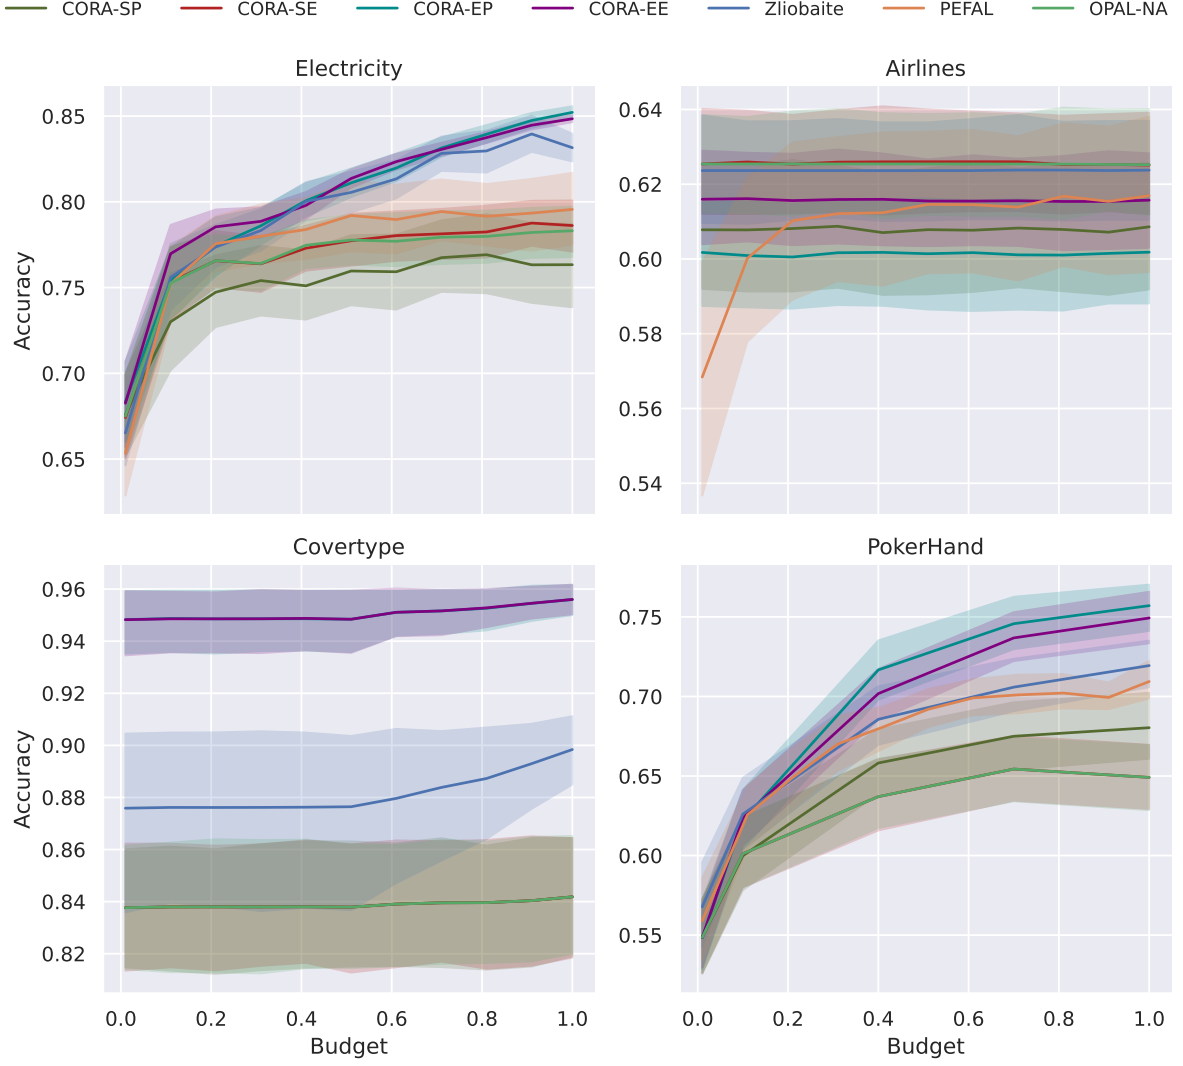 CORA-SP CORA-SE CORA-EP CORA-EE Zliobaite PEFAL OPAL-NA
Electricity
Airlines
0.85
0.80
0.75
0.70
0.65
Accuracy
0.64
0.62
0.60
0.58
0.56
0.54
Covertype
PokerHand
0.96
0.94
0.92
0.90
0.88
0.86
0.84
0.82
Accuracy
0.75
0.70
0.65
0.60
0.55
0.0 0.2 0.4 0.6 0.8 1.0
Budget
0.0 0.2 0.4 0.6 0.8 1.0
Budget